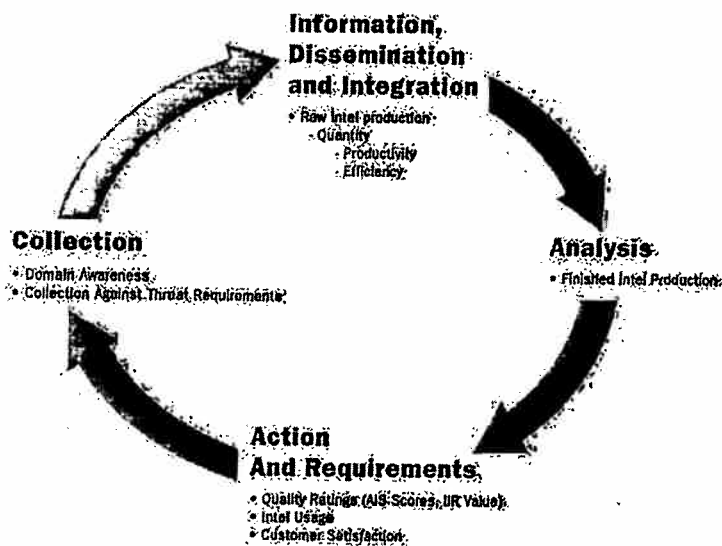 Information,
Dissemination
and Integration
• Raw Intel production
- Quantity
- Productivity
- Efficiency
Collection
• Domain Awareness
• Collection Against Threat Requirements
Analysis
• Finished Intel Production
Action
And Requirements
• Quality Ratings (AIS Scores, IIR Value)
• Intel Usage
• Customer Satisfaction